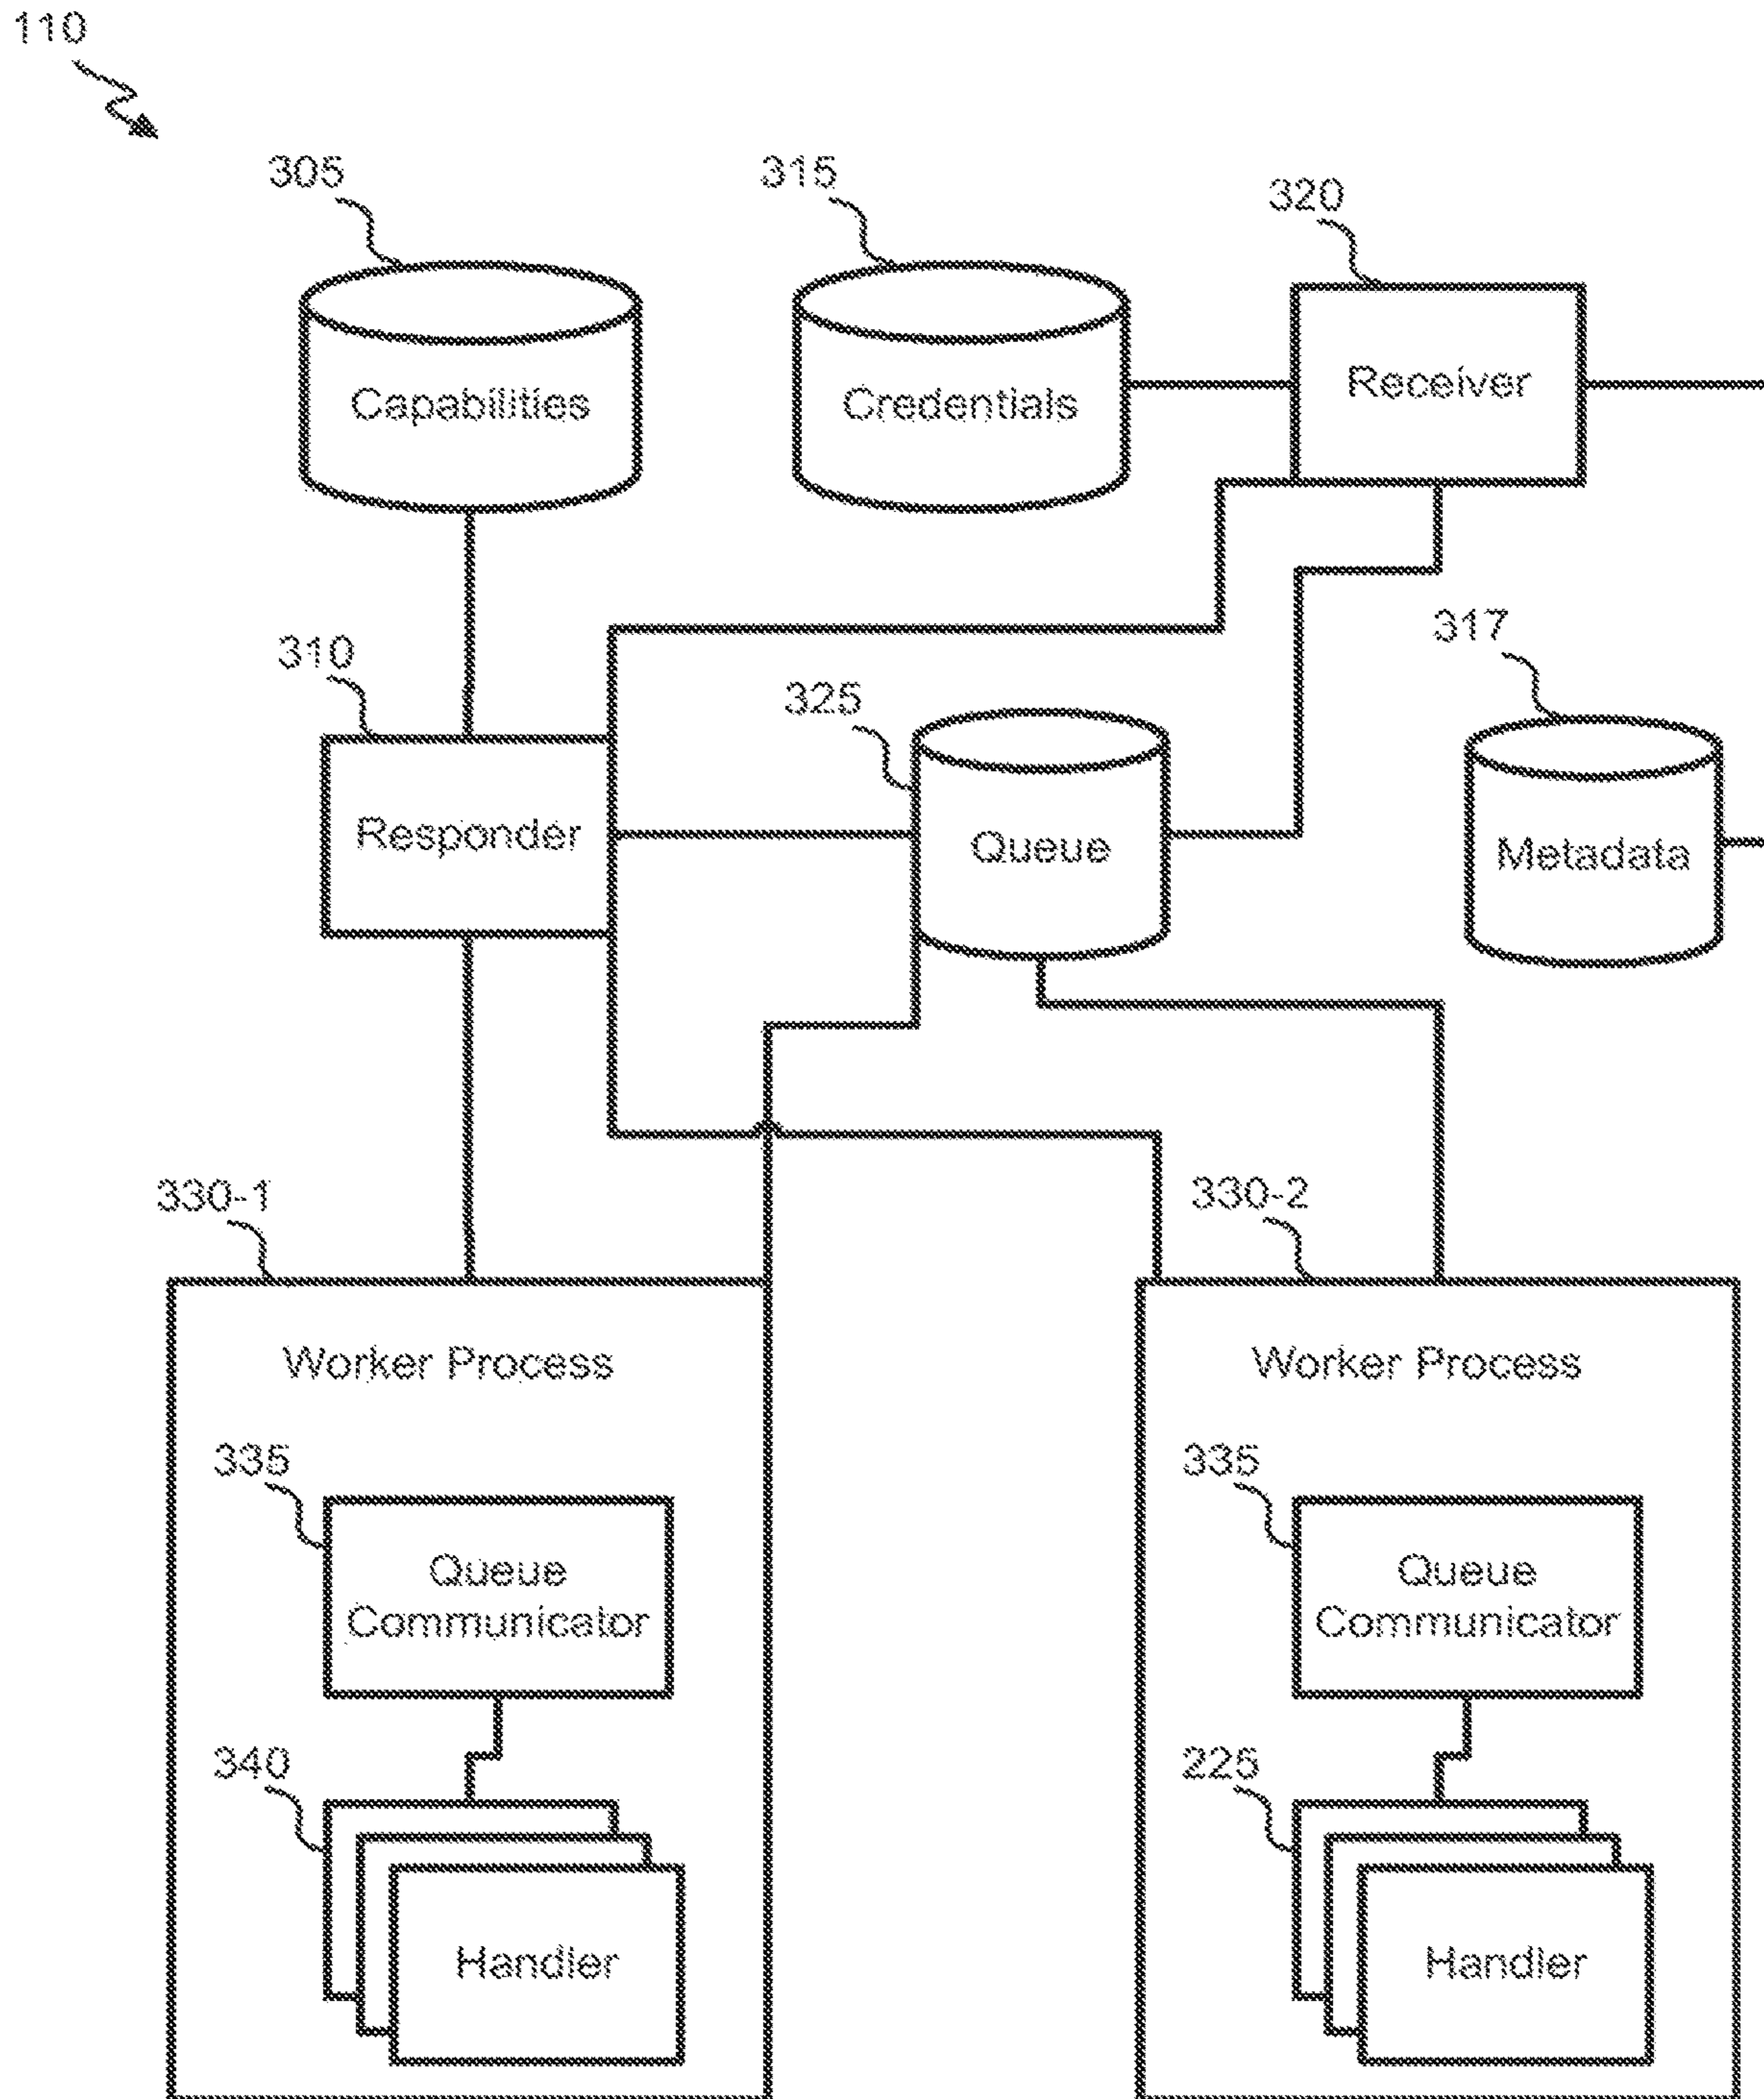 110
305
315
320
Capabilities
Credentials
Receiver
310
325
317
Responder
Queue
Metadata
330-1
330-2
Worker Process
Worker Process
335
335
Queue
Communicator
Queue
Communicator
340
225
Handler
Handler